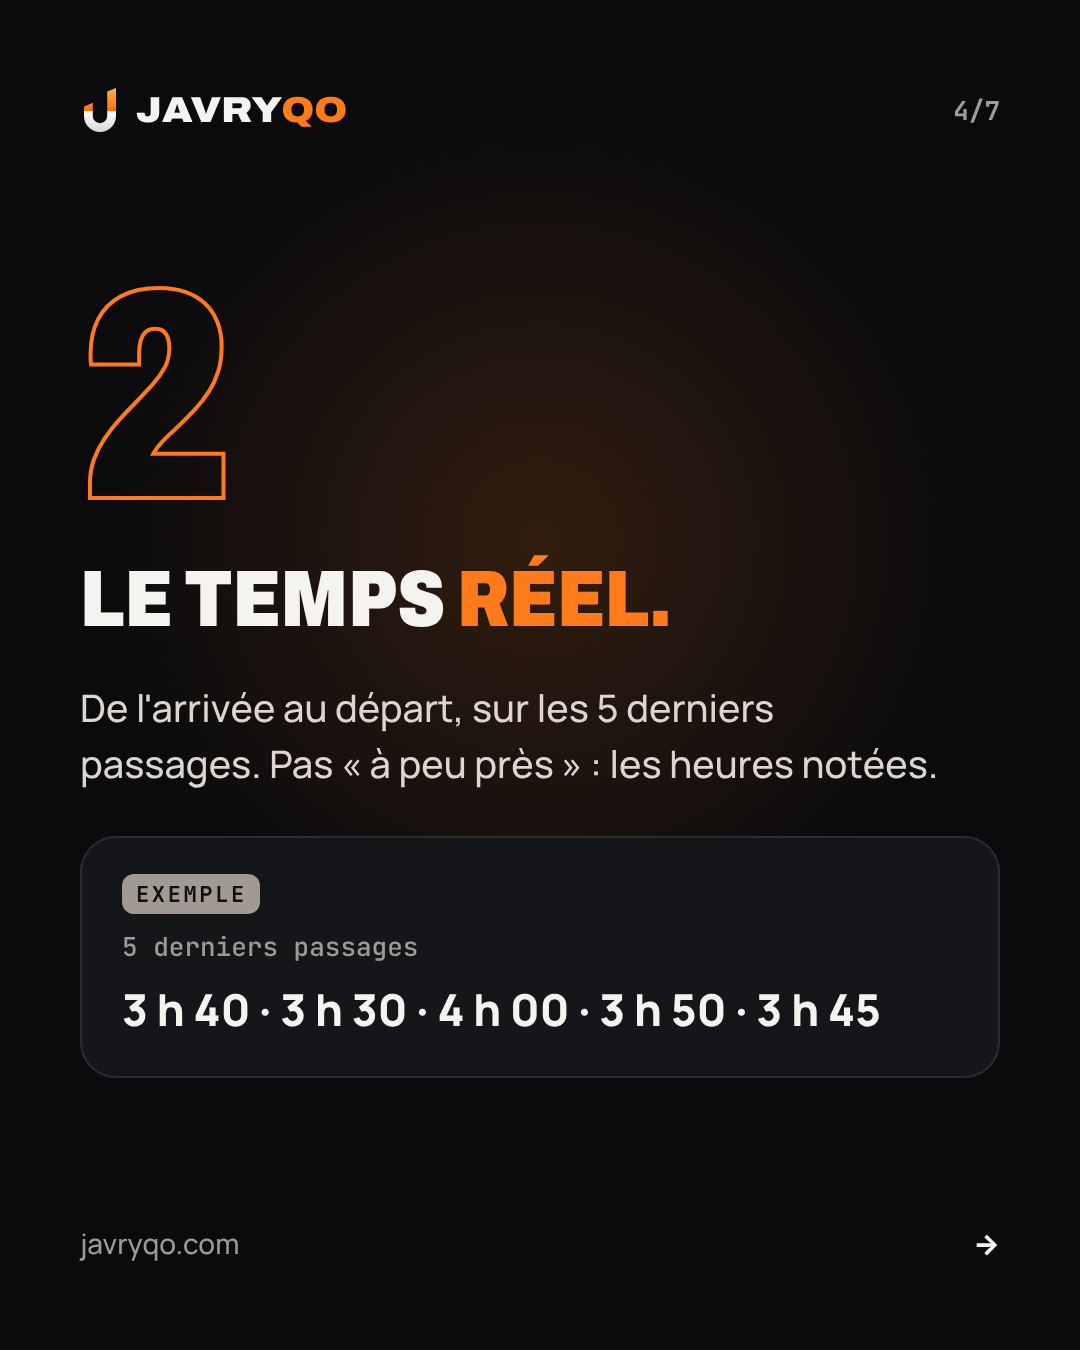 JAVRYQO
4/7
2
LE TEMPS RÉEL.
De l'arrivée au départ, sur les 5 derniers
passages. Pas « à peu près » : les heures notées.
EXEMPLE
5 derniers passages
3 h 40 · 3 h 30 · 4 h 00 · 3 h 50 · 3 h 45
javryqo.com
→